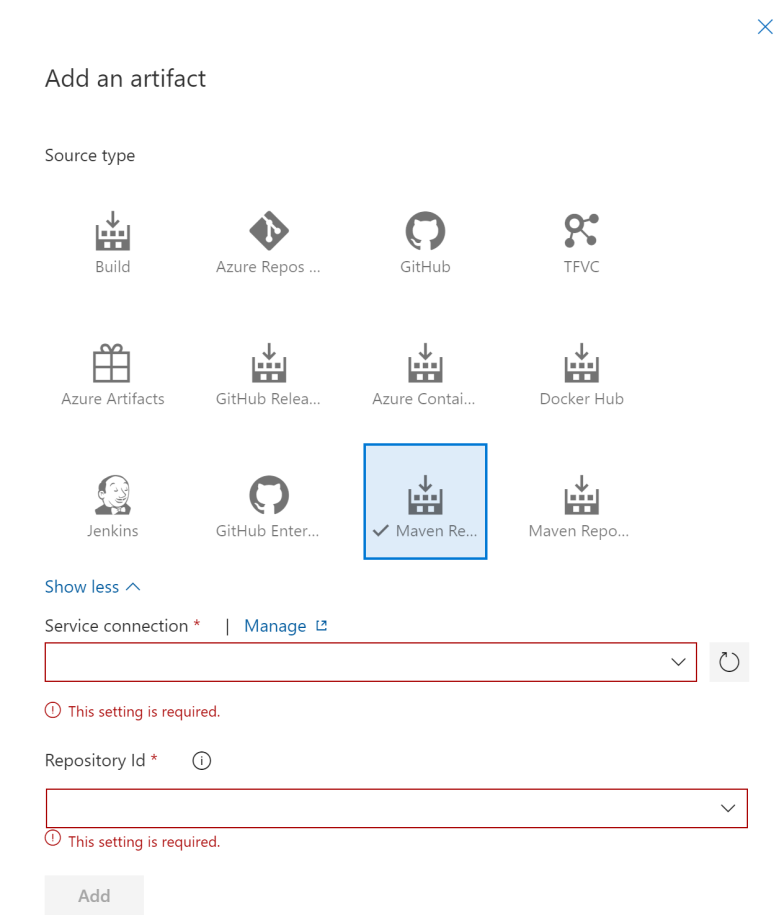 Add an artifact
Source type
Build
Azure Repos ...
GitHub
TFVC
Azure Artifacts
GitHub Relea...
Azure Contai...
Docker Hub
Jenkins
GitHub Enter...
Maven Re...
Maven Repo...
Show less
Service connection * | Manage
This setting is required.
Repository Id *
This setting is required.
Add